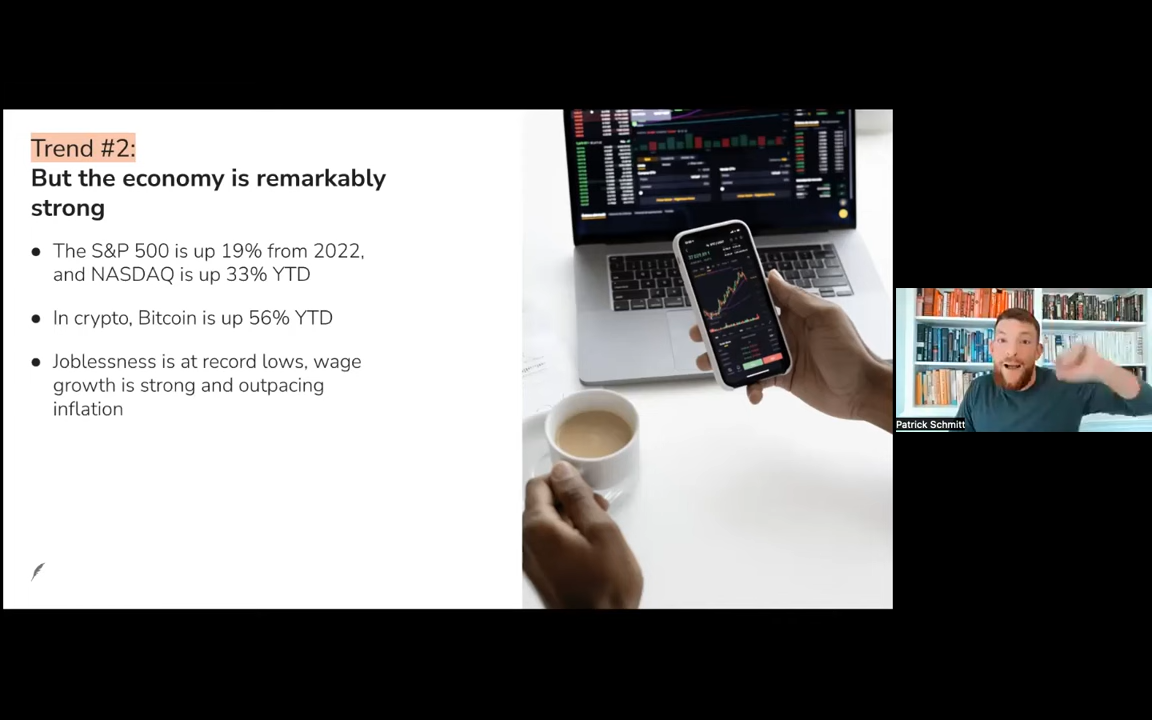 Trend #2:
But the economy is remarkably
strong
● The S&P 500 is up 19% from 2022,
and NASDAQ is up 33% YTD
● In crypto, Bitcoin is up 56% YTD
● Joblessness is at record lows, wage
growth is strong and outpacing
inflation
Patrick Schmitt